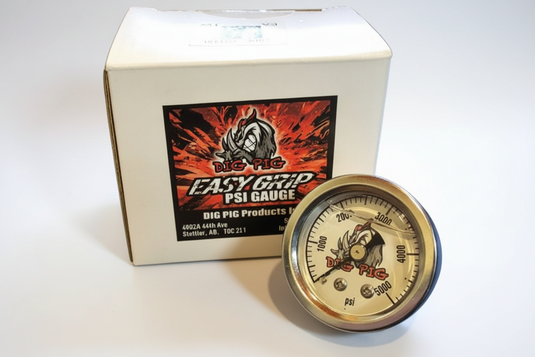 DIG PIG
EASY GRIP
PSI GAUGE
DIG PIG Products
4002A 44th Ave
Stettler, AB, T0C 2L1
1000
3000
4000
5000
DIG PIG
psi